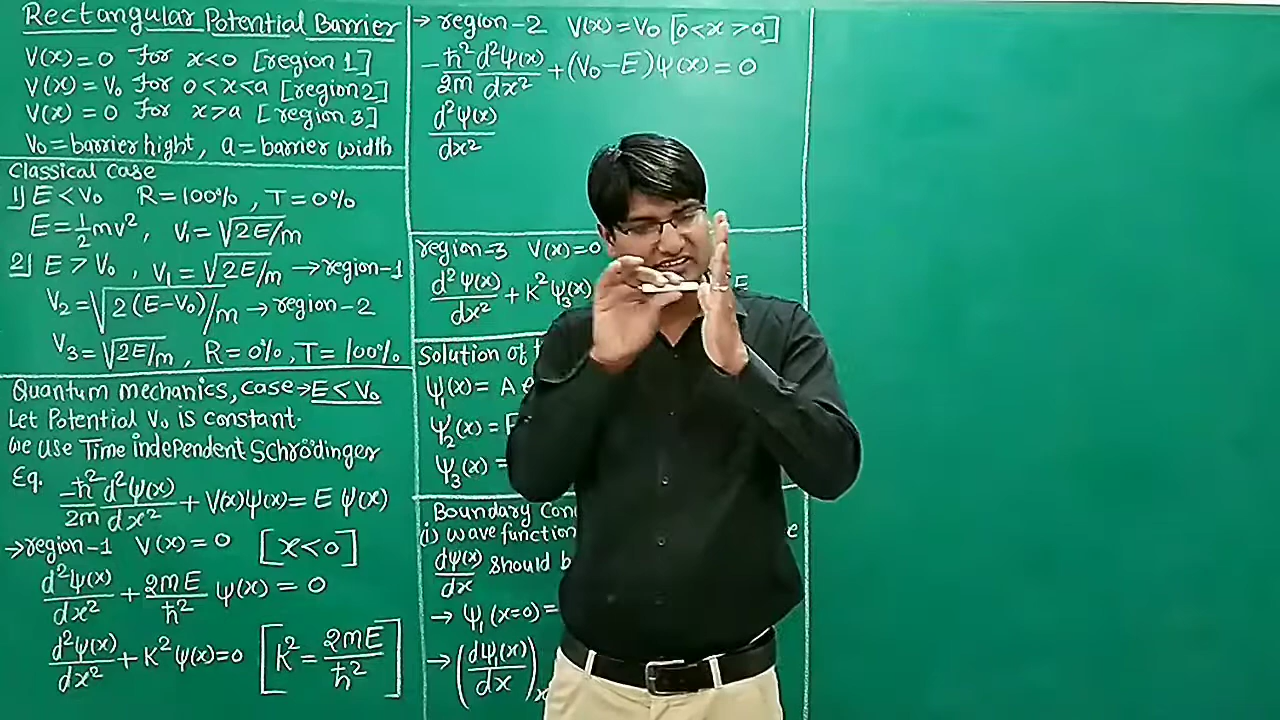 Rectangular Potential Barrier
V(x) = 0 For x<0 [region 1]
V(x) = V₀ For 0<x<a [region2]
V(x) = 0 For x>a [region 3]
V₀ = barrier hight, a = barrier width
Classical Case
1) E < V₀ R = 100% , T = 0%
E = 1/2 mv² , V₁ = √2E/m
2) E > V₀ , V₁ = √2E/m → region-1
V₂ = √2(E-V₀)/m → region-2
V₃ = √2E/m , R = 0% , T = 100%
Quantum mechanics, case → E < V₀
Let Potential V₀ is constant.
we use Time independent Schrödinger
Eq. -ħ²/2m d²ψ(x)/dx² + V(x)ψ(x) = E ψ(x)
→ region-1 V(x) = 0 [x<0]
d²ψ(x)/dx² + 2mE/ħ² ψ(x) = 0
d²ψ(x)/dx² + K²ψ(x)=0 [K² = 2mE/ħ²]
→ region-2 V(x) = V₀ [0<x>a]
-ħ²/2m d²ψ(x)/dx² + (V₀-E)ψ(x) = 0
d²ψ(x)/dx²
region-3 V(x) = 0
d²ψ(x)/dx² + K²ψ₃(x) E
Solution of
ψ₁(x) = A e
ψ₂(x) =
ψ₃(x) =
Boundary
(i) wave function e
dψ(x)/dx should b
→ ψ₁(x=0) =
→ (dψ₁(x)/dx)x